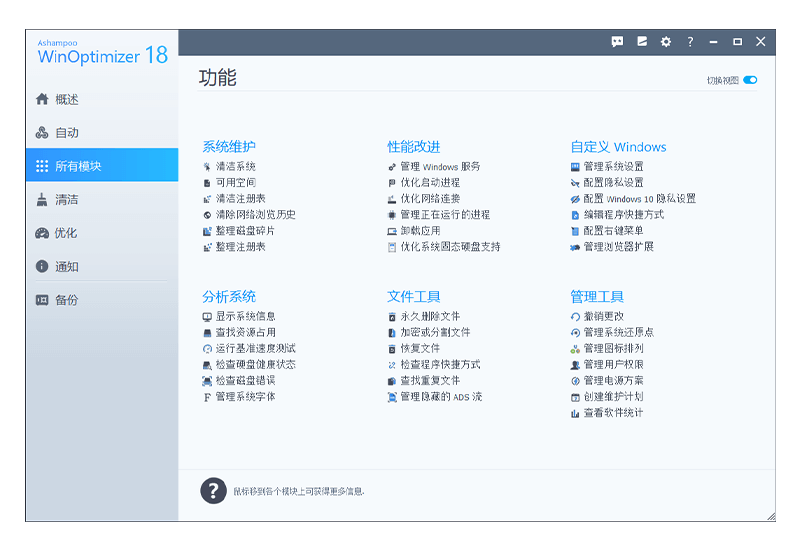 Ashampoo
WinOptimizer 18
?
概述
自动
所有模块
清洁
优化
通知
备份
功能
切换视图
系统维护
清洁系统
可用空间
清洁注册表
清除网络浏览历史
整理磁盘碎片
整理注册表
性能改进
管理 Windows 服务
优化启动进程
优化网络连接
管理正在运行的进程
卸载应用
优化系统固态硬盘支持
自定义 Windows
管理系统设置
配置隐私设置
配置 Windows 10 隐私设置
编辑程序快捷方式
配置右键菜单
管理浏览器扩展
分析系统
显示系统信息
查找资源占用
运行基准速度测试
检查硬盘健康状态
检查磁盘错误
管理系统字体
文件工具
永久删除文件
加密或分割文件
恢复文件
检查程序快捷方式
查找重复文件
管理隐藏的 ADS 流
管理工具
撤销更改
管理系统还原点
管理图标排列
管理用户权限
管理电源方案
创建维护计划
查看软件统计
?
鼠标移到各个模块上可获得更多信息.